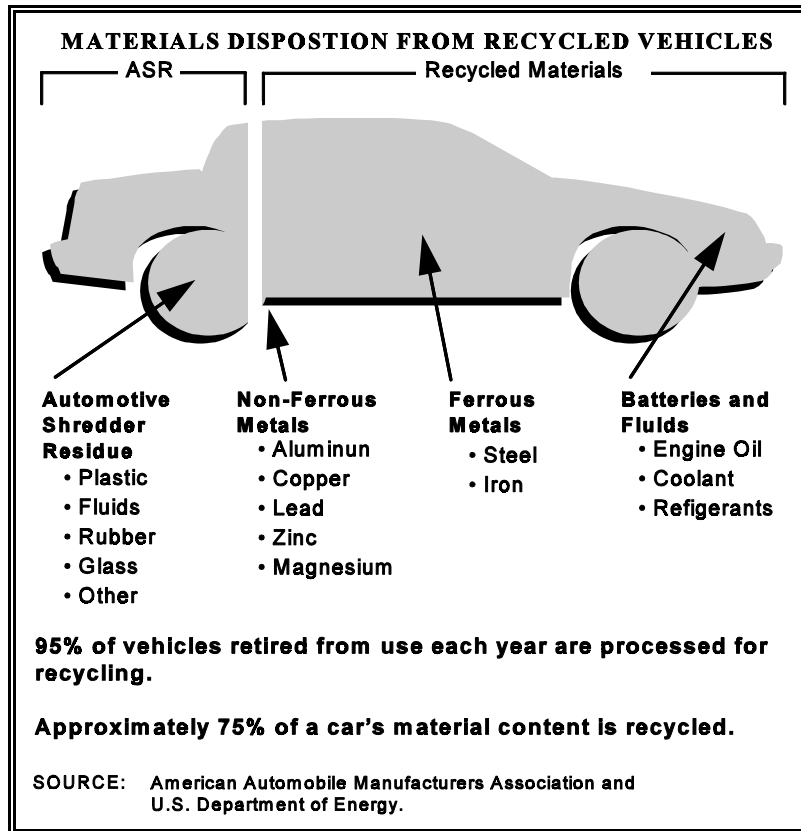 MATERIALS DISPOSTION FROM RECYCLED VEHICLES
ASR
Recycled Materials
Automotive
Shredder
Residue
• Plastic
• Fluids
• Rubber
• Glass
• Other
Non-Ferrous
Metals
• Aluminun
• Copper
• Lead
• Zinc
• Magnesium
Ferrous
Metals
• Steel
• Iron
Batteries and
Fluids
• Engine Oil
• Coolant
• Refigerants
95% of vehicles retired from use each year are processed for
recycling.
Approximately 75% of a car's material content is recycled.
SOURCE: American Automobile Manufacturers Association and
U.S. Department of Energy.